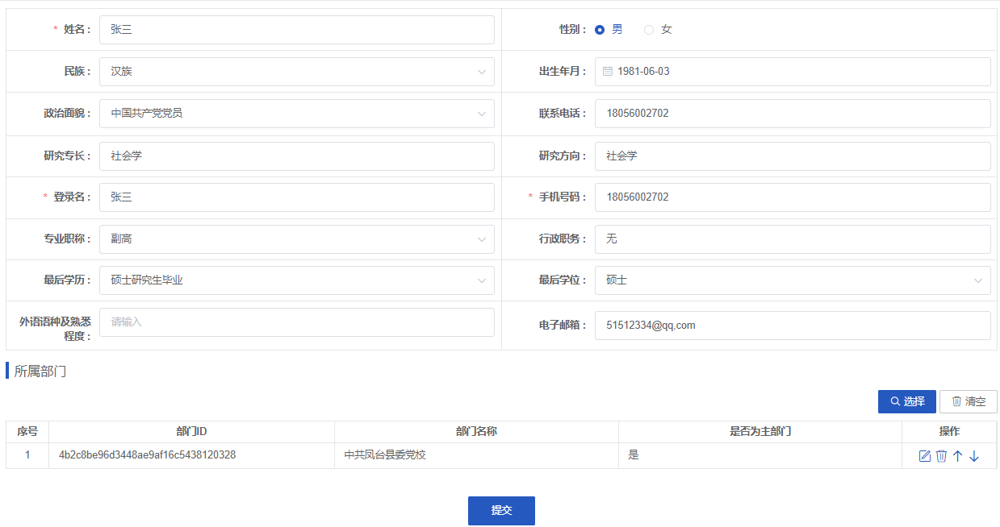 * 姓名： 张三 性别： 男 女
民族： 汉族 出生年月： 1981-06-03
政治面貌： 中国共产党党员 联系电话： 18056002702
研究专长： 社会学 研究方向： 社会学
* 登录名： 张三 * 手机号码： 18056002702
专业职称： 副高 行政职务： 无
最后学历： 硕士研究生毕业 最后学位： 硕士
外语语种及熟悉
程度： 请输入 电子邮箱： 51512334@qq,com
所属部门
选择 清空
序号 部门ID 部门名称 是否为主部门 操作
1 4b2c8be96d3448ae9af16c5438120328 中共凤台县委党校 是
提交